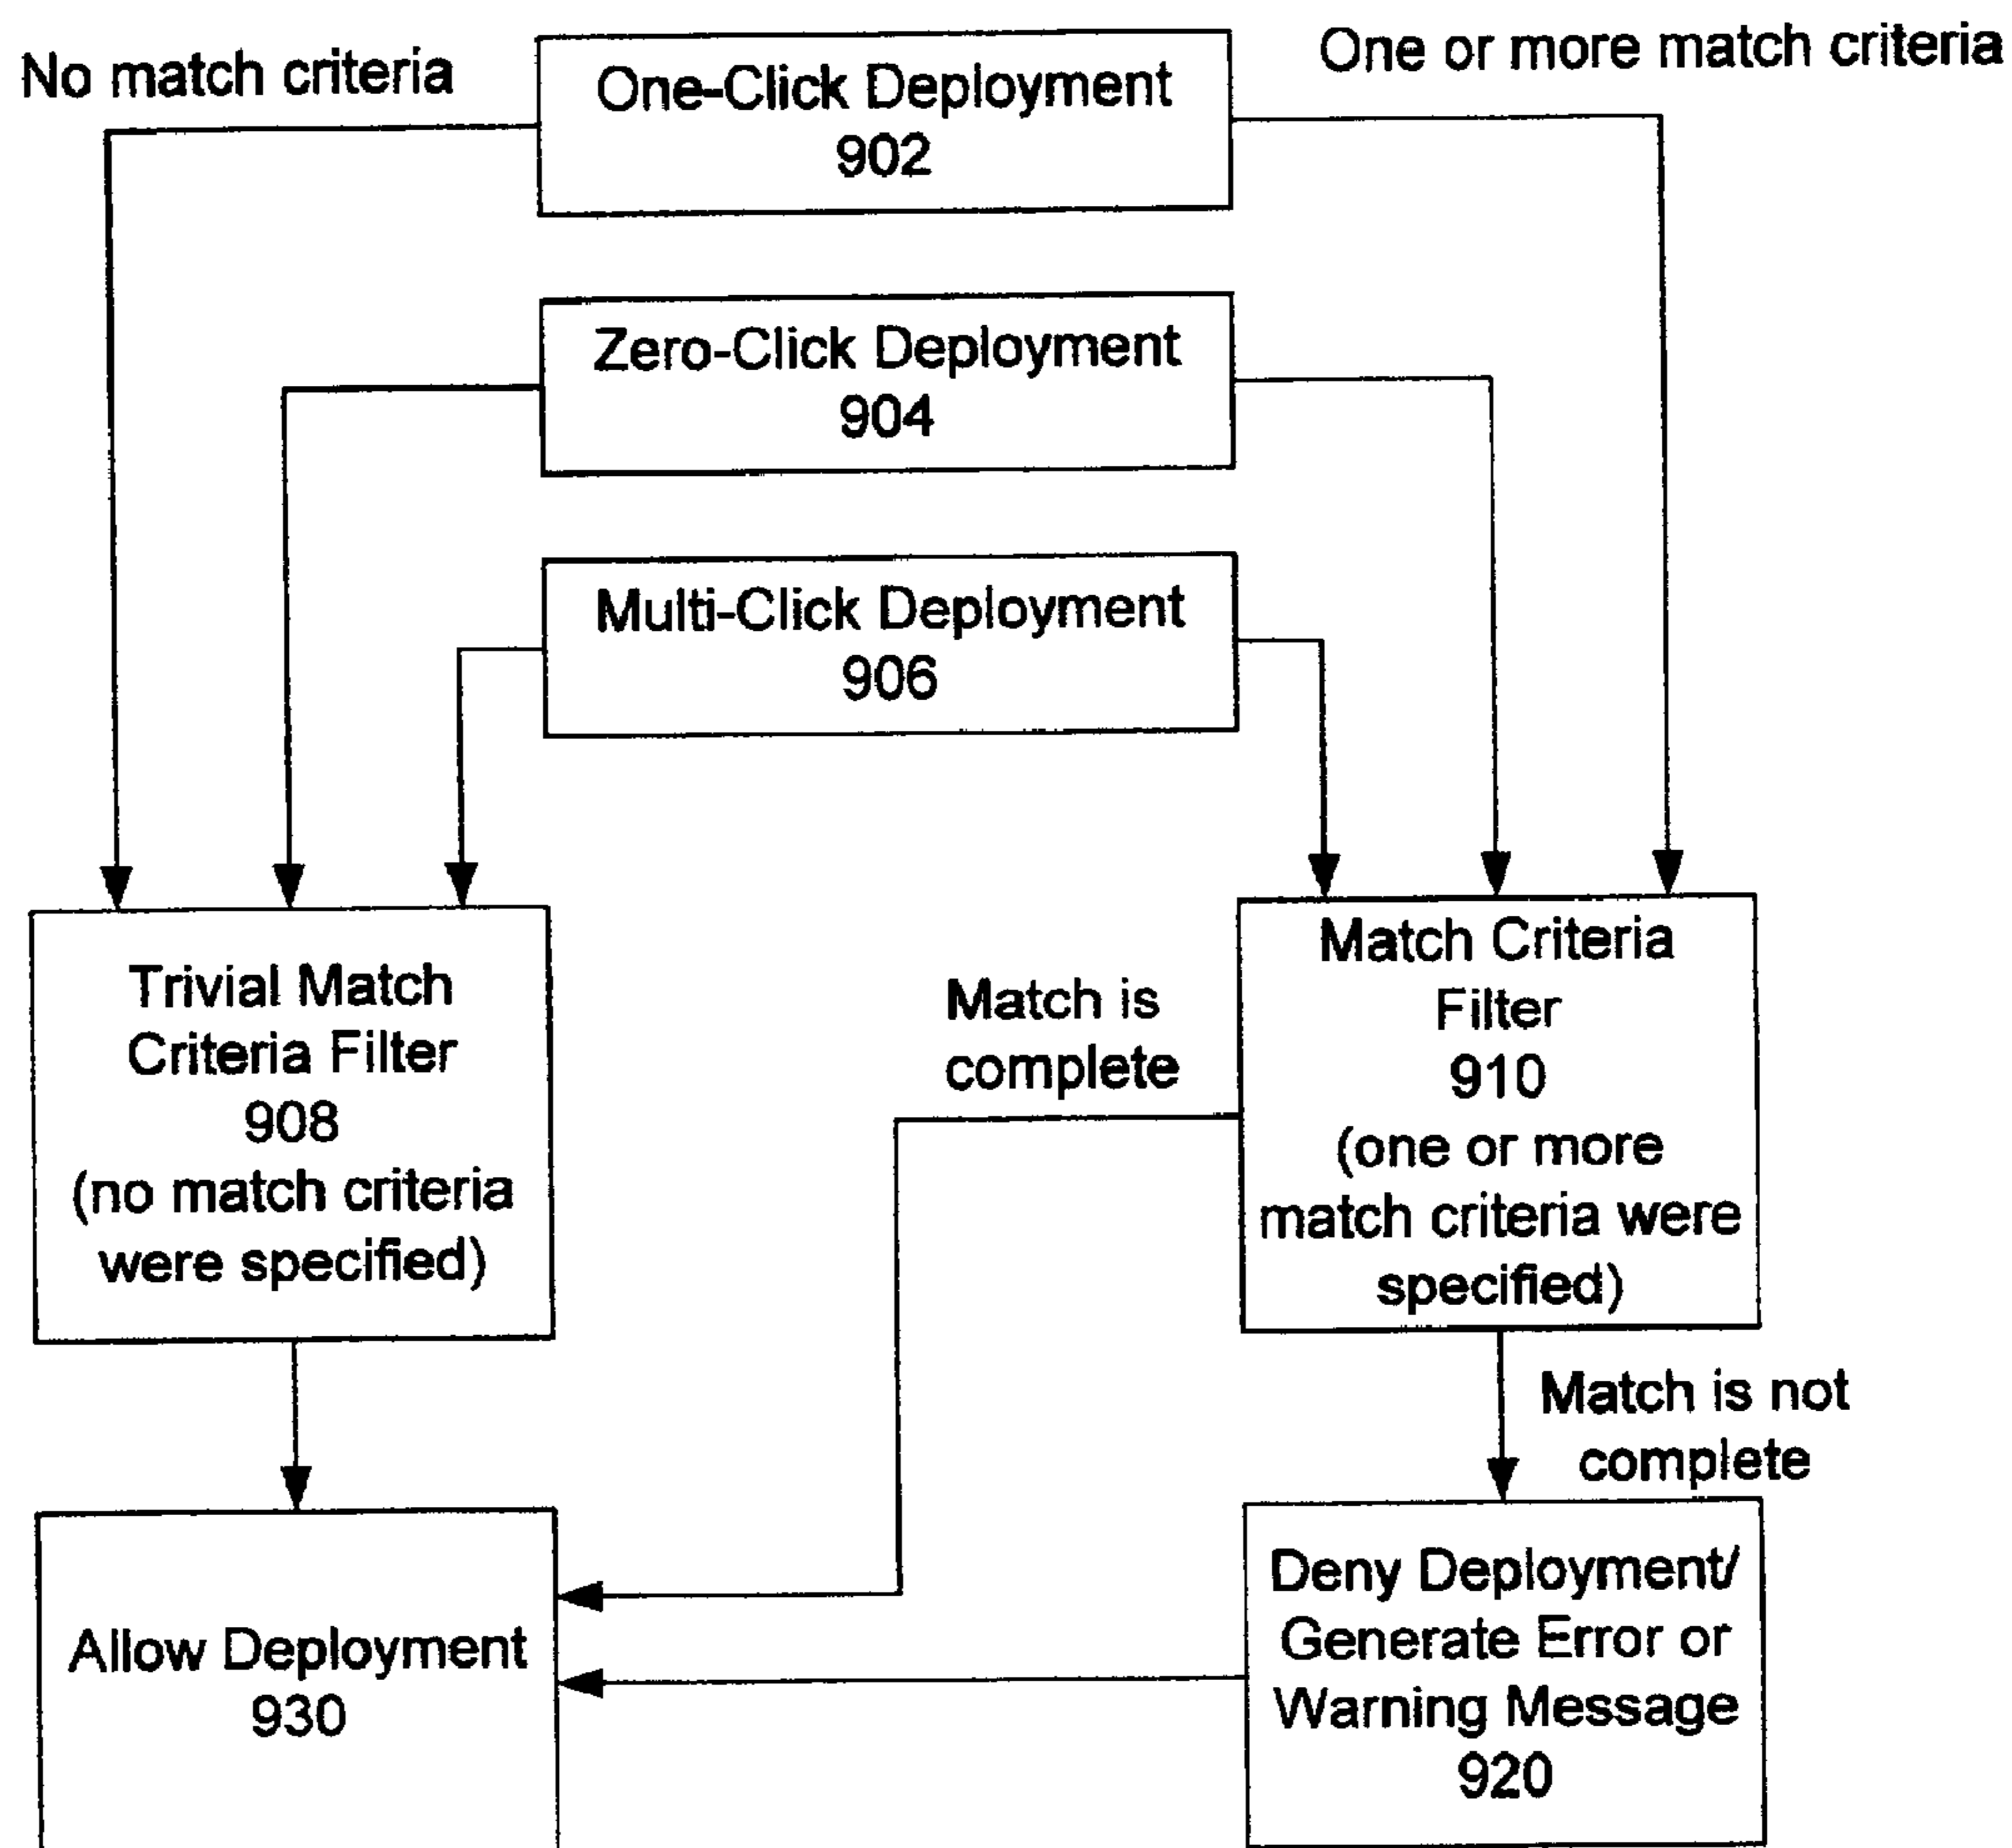 No match criteria
One or more match criteria
One-Click Deployment
902
Zero-Click Deployment
904
Multi-Click Deployment
906
Trivial Match
Criteria Filter
908
(no match criteria
were specified)
Match Criteria
Filter
910
(one or more
match criteria were
specified)
Match is
complete
Match is not
complete
Allow Deployment
930
Deny Deployment/
Generate Error or
Warning Message
920